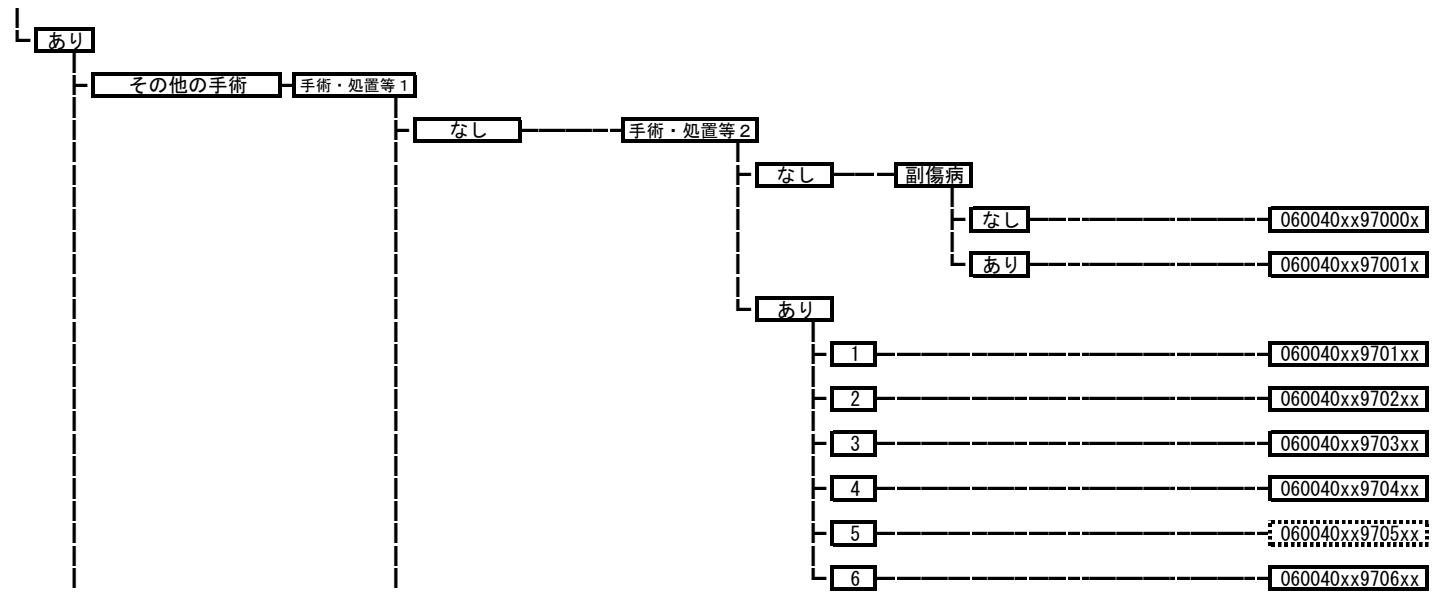 あり
その他の手術 手術・処置等1
なし 手術・処置等2
なし 副傷病
なし 060040xx97000x
あり 060040xx97001x
あり
1 060040xx9701xx
2 060040xx9702xx
3 060040xx9703xx
4 060040xx9704xx
5 060040xx9705xx
6 060040xx9706xx